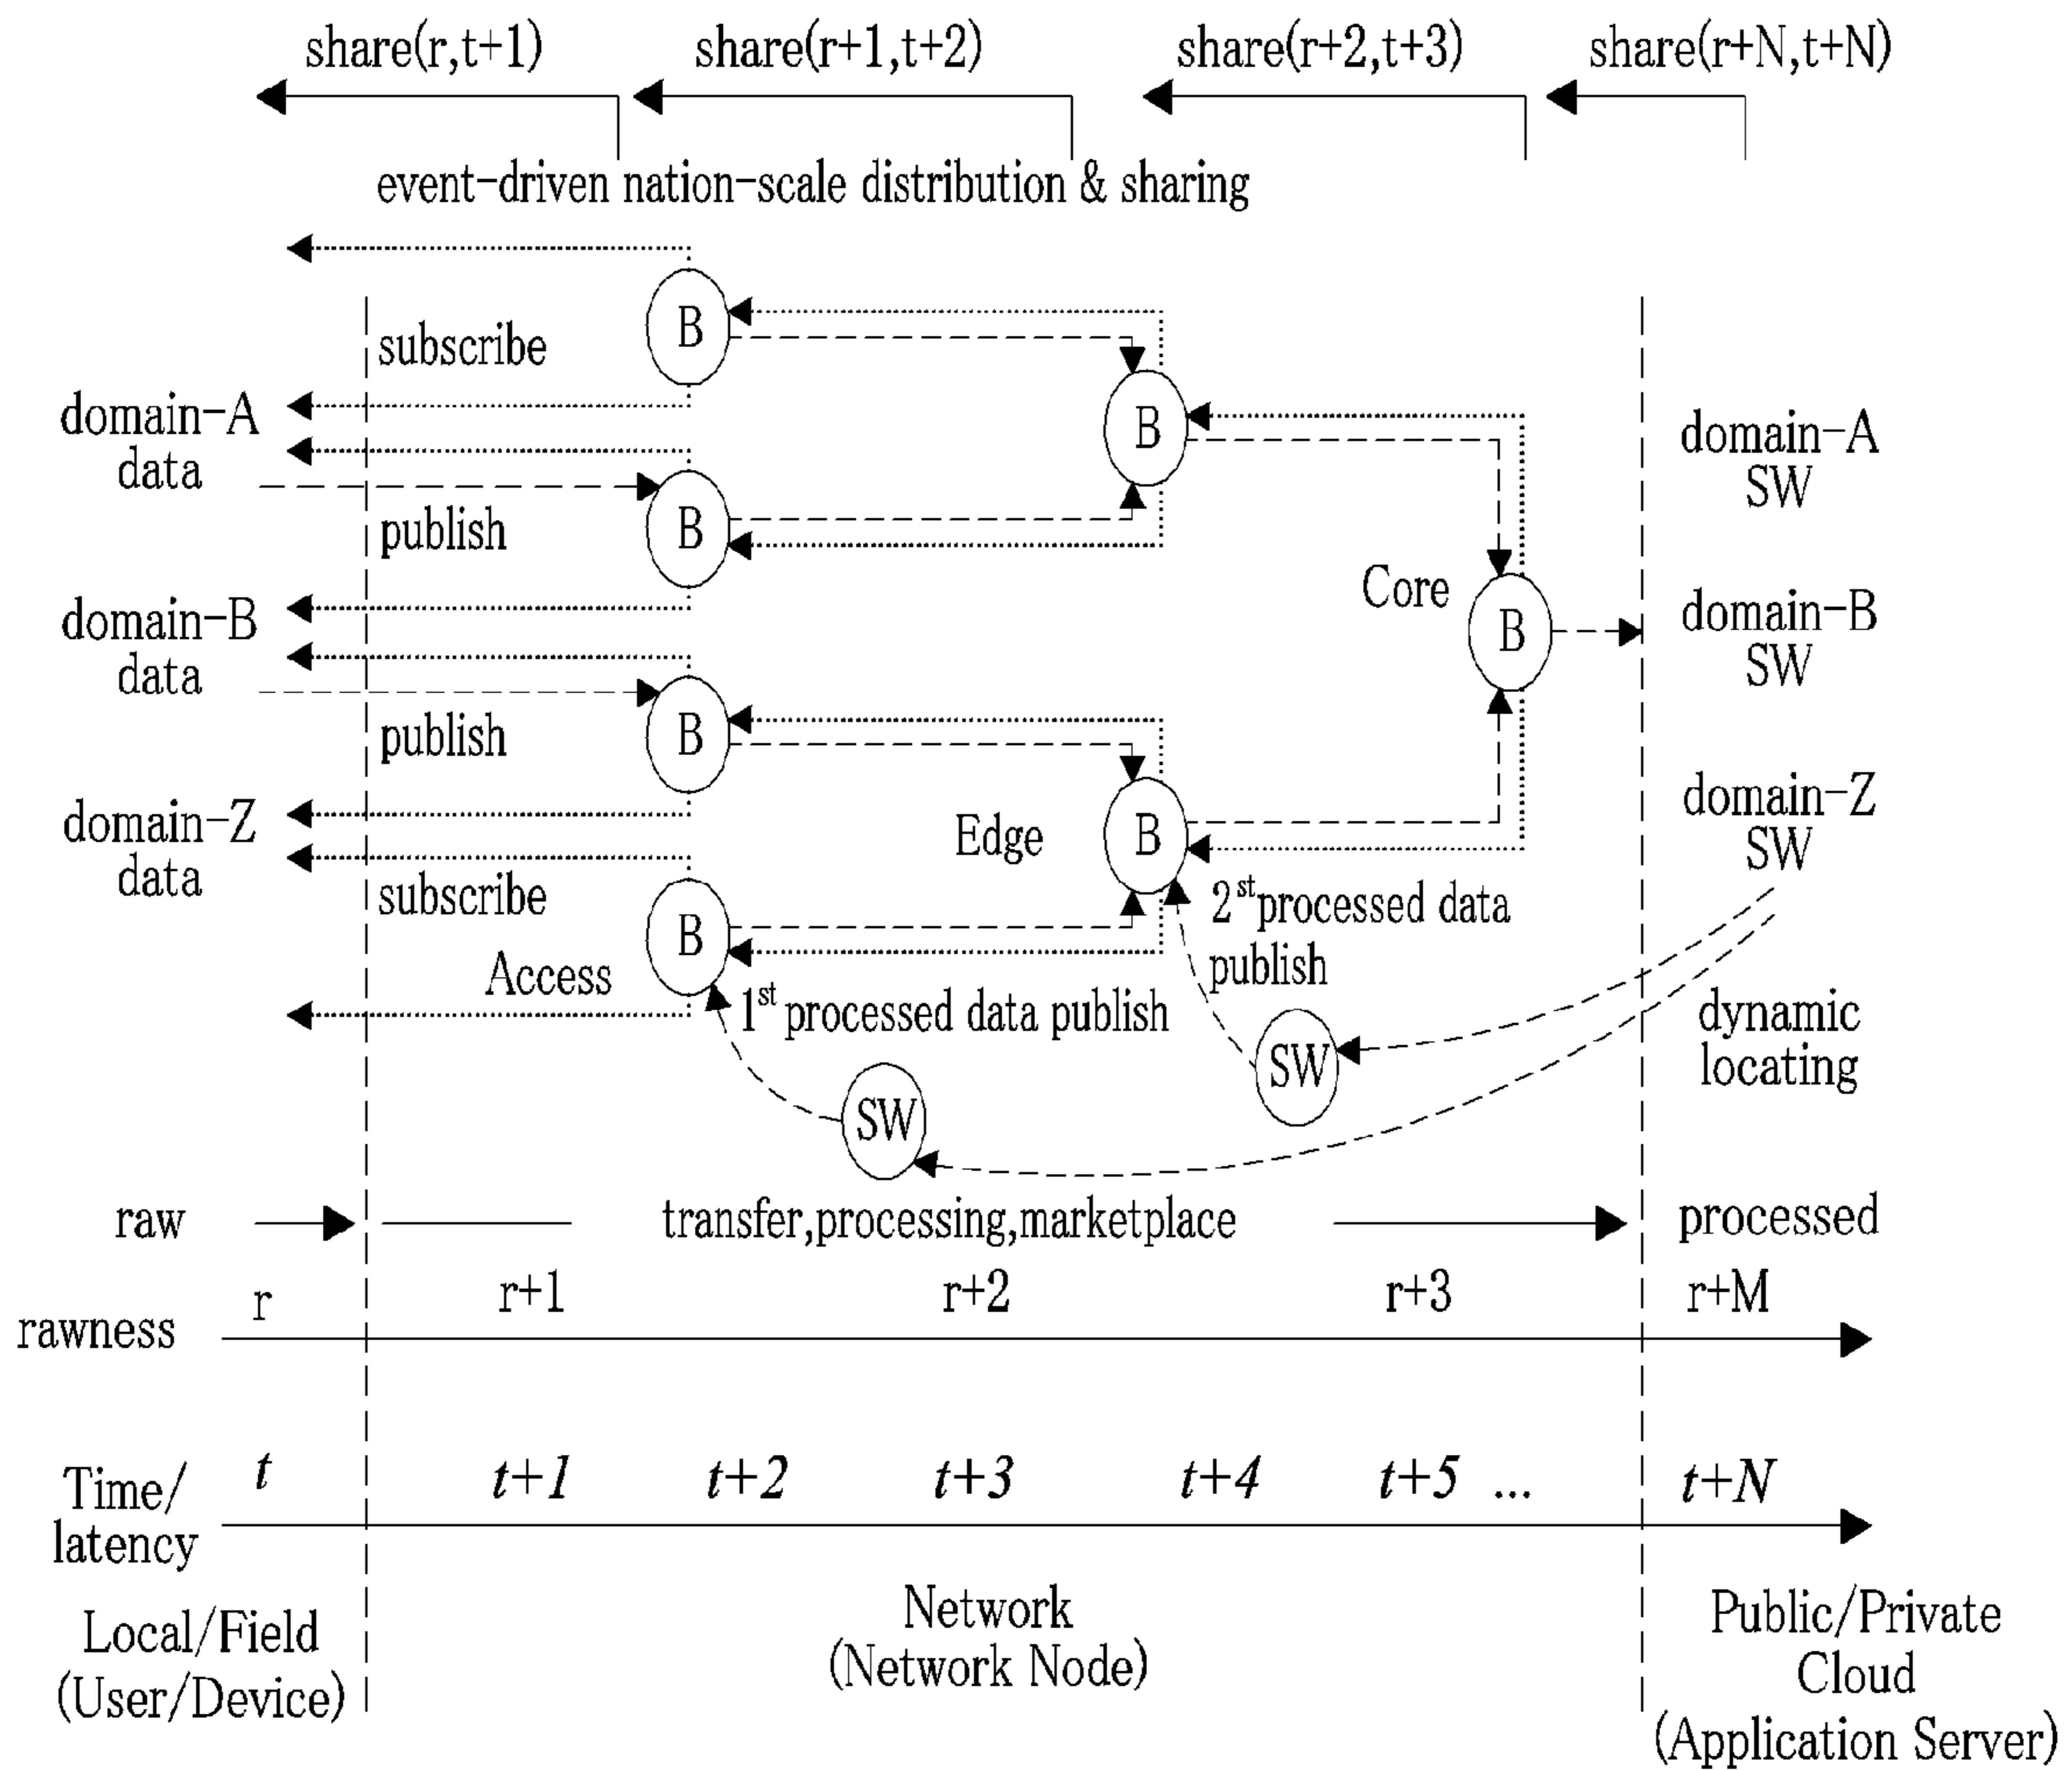 share(r,t+1) share(r+1,t+2) share(r+2,t+3) share(r+N,t+N)
event-driven nation-scale distribution & sharing
B
subscribe
domain-A
data
B
domain-A
SW
B
publish
Core
domain-B
data
B
domain-B
SW
B
publish
domain-Z
data
Edge
B
domain-Z
SW
subscribe
B
2st processed data
publish
Access
1st processed data publish
dynamic
locating
SW
SW
raw transfer,processing,marketplace processed
r r+1 r+2 r+3 r+M
rawness
t t+1 t+2 t+3 t+4 t+5 ... t+N
Time/
latency
Local/Field
(User/Device)
Network
(Network Node)
Public/Private
Cloud
(Application Server)